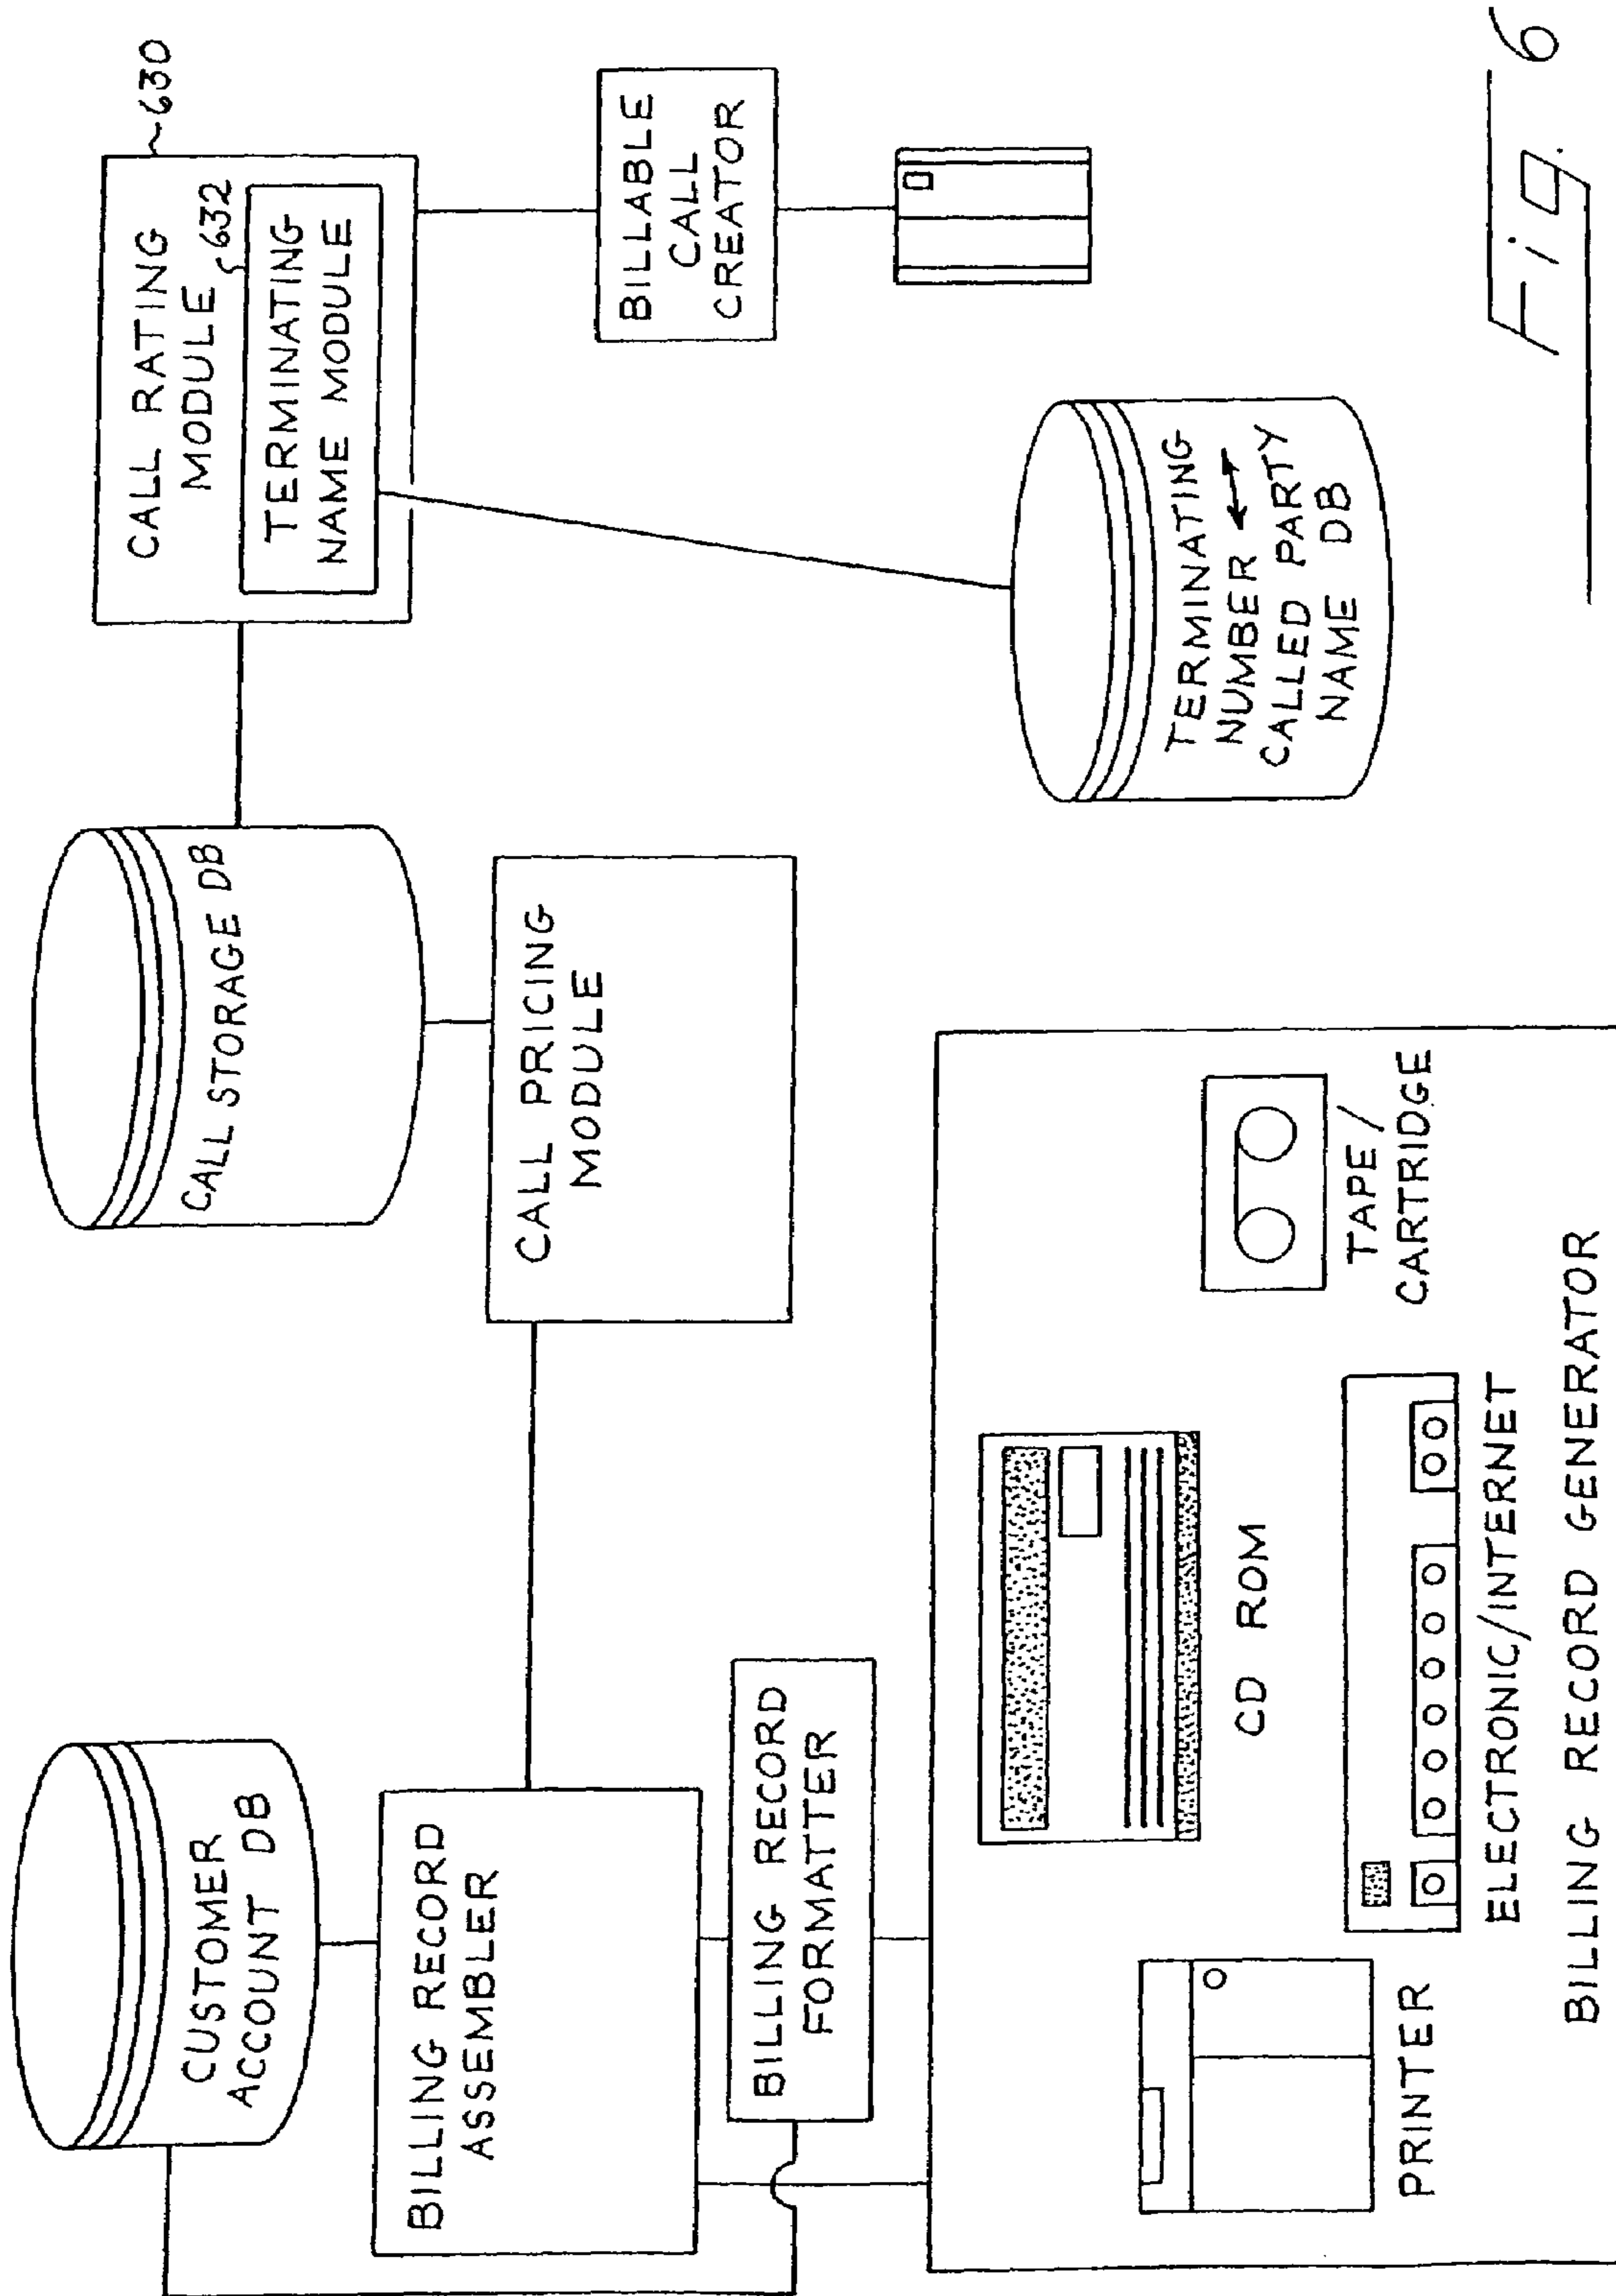 CUSTOMER
ACCOUNT DB
BILLING RECORD
ASSEMBLER
BILLING RECORD
FORMATTER
CALL STORAGE DB
CALL PRICING
MODULE
CALL RATING
MODULE
630
632
TERMINATING
NAME MODULE
BILLABLE
CALL
CREATOR
TERMINATING
NUMBER ↔
CALLED PARTY
NAME DB
PRINTER
CD ROM
ELECTRONIC/INTERNET
TAPE/
CARTRIDGE
BILLING RECORD GENERATOR
Fig. 6